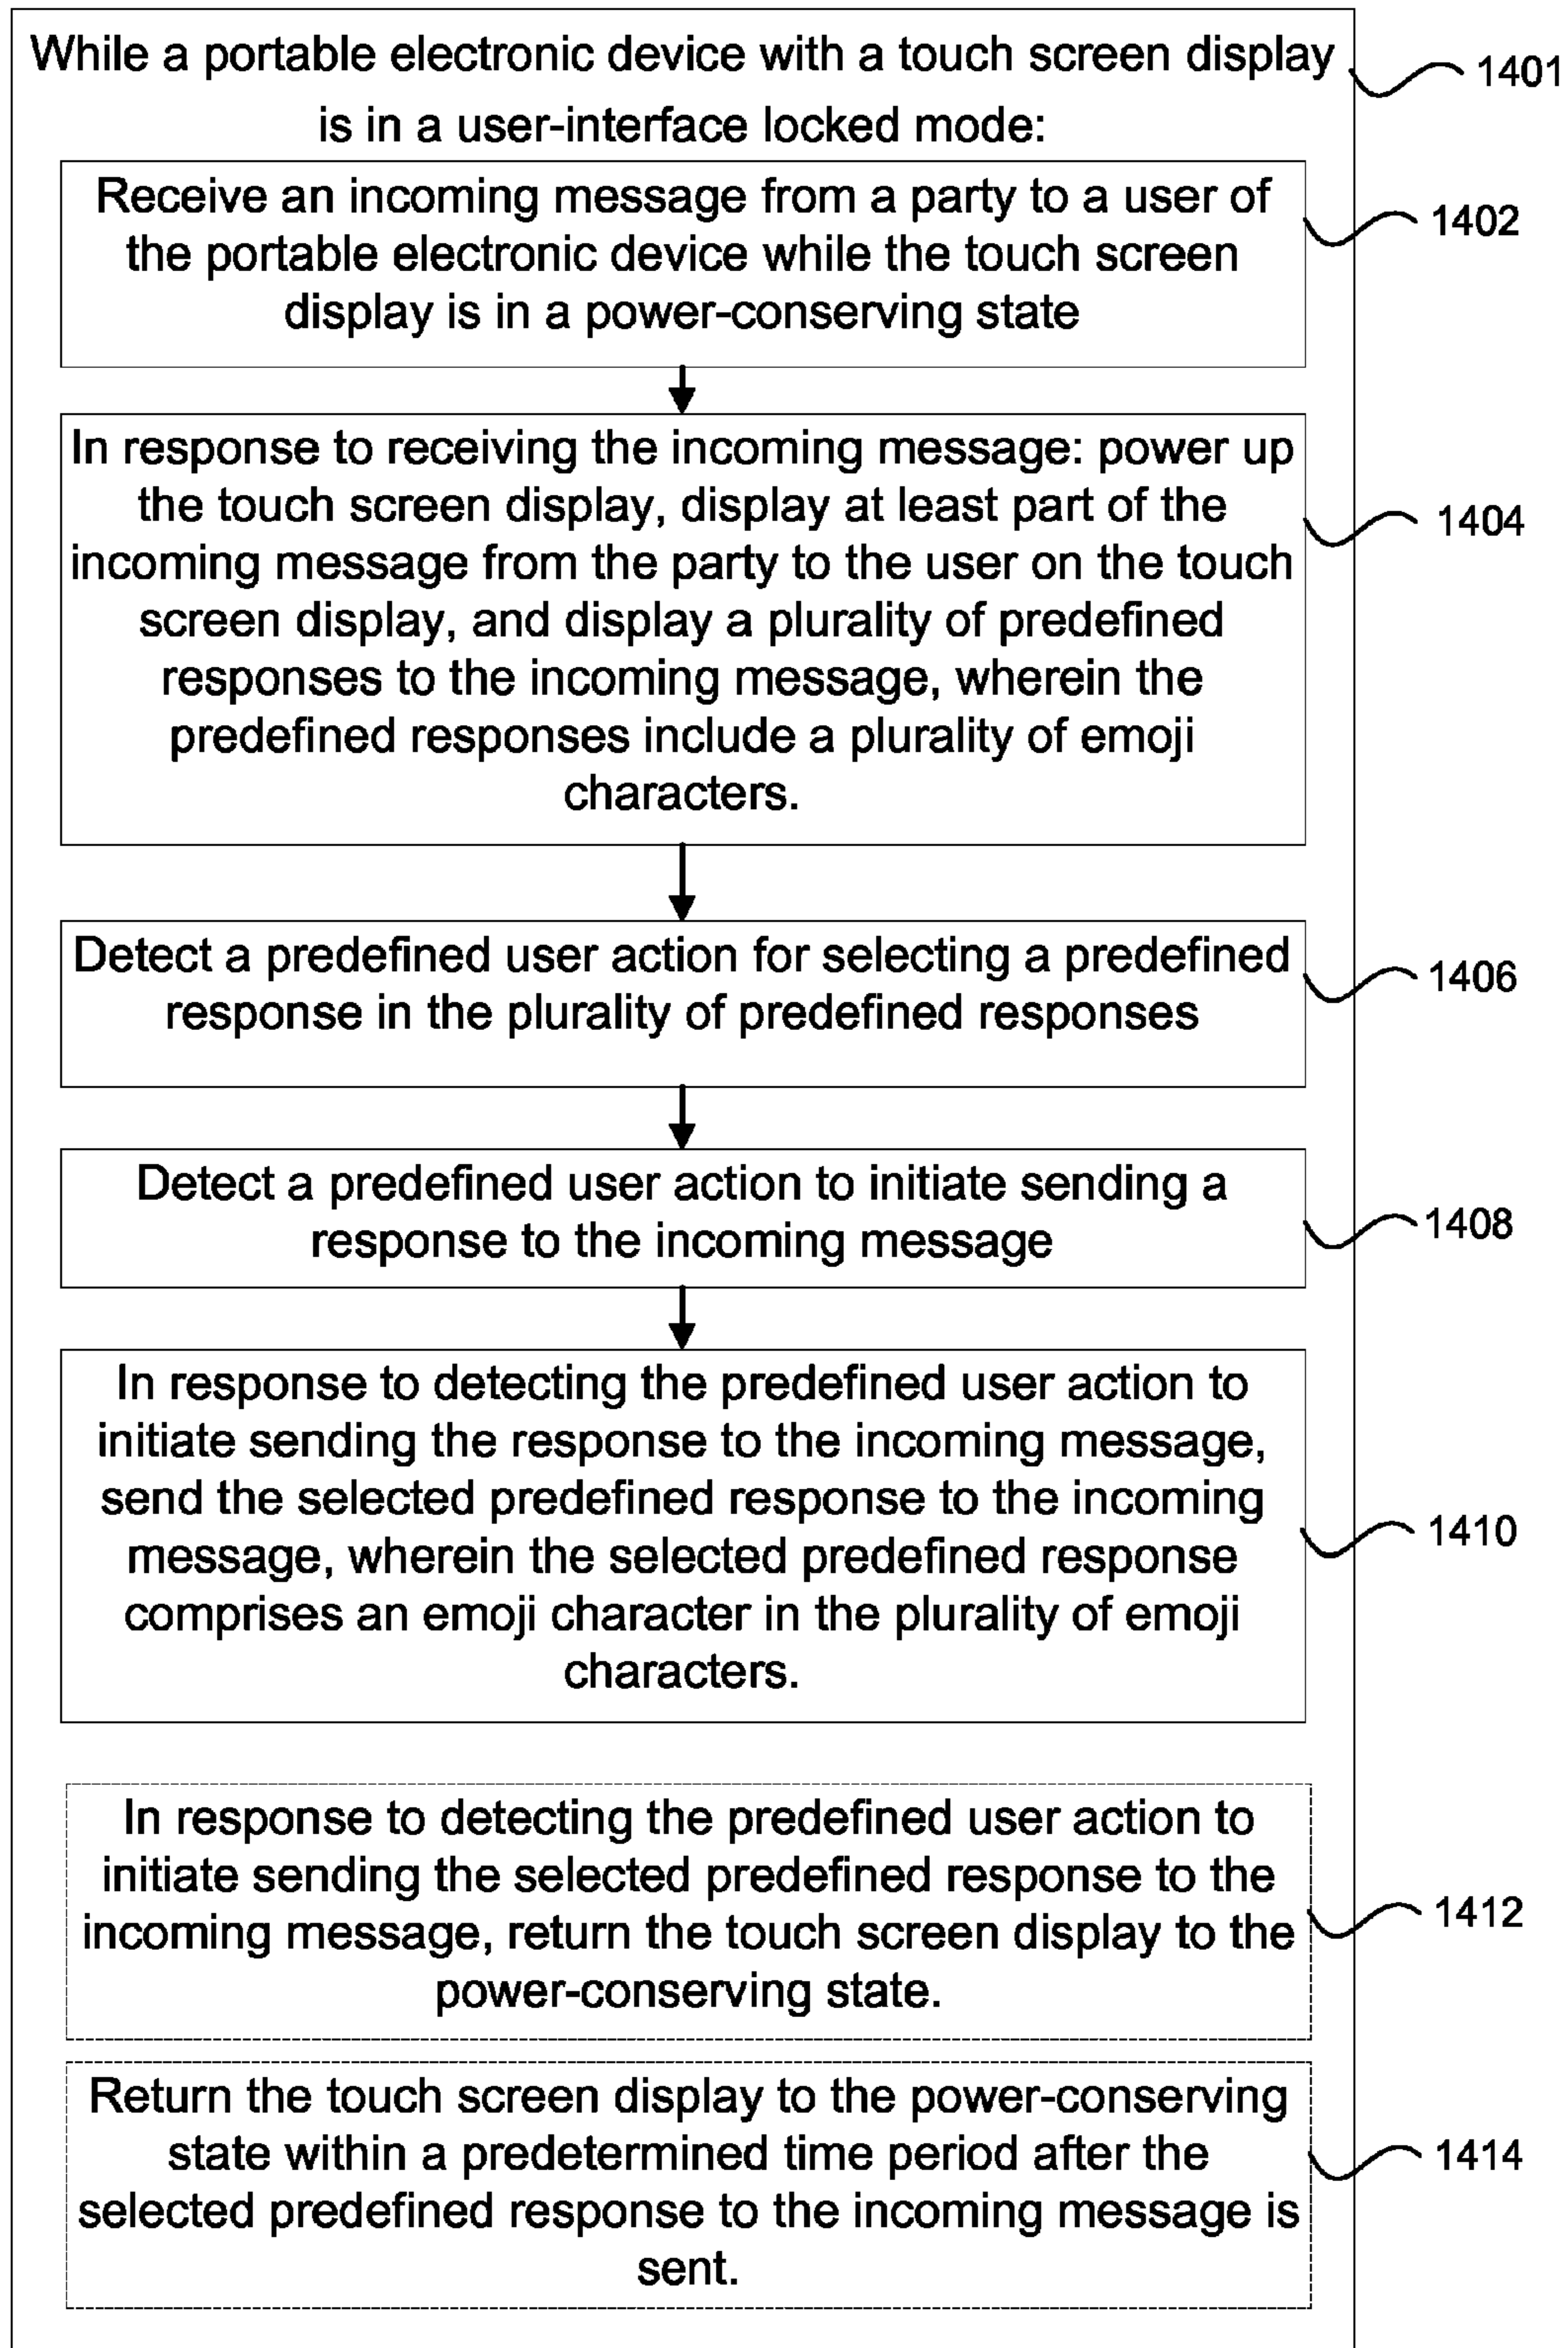 While a portable electronic device with a touch screen display
1401
is in a user-interface locked mode:
Receive an incoming message from a party to a user of
the portable electronic device while the touch screen
display is in a power-conserving state
1402
In response to receiving the incoming message: power up
the touch screen display, display at least part of the
incoming message from the party to the user on the touch
screen display, and display a plurality of predefined
responses to the incoming message, wherein the
predefined responses include a plurality of emoji
characters.
1404
Detect a predefined user action for selecting a predefined
response in the plurality of predefined responses
1406
Detect a predefined user action to initiate sending a
response to the incoming message
1408
In response to detecting the predefined user action to
initiate sending the response to the incoming message,
send the selected predefined response to the incoming
message, wherein the selected predefined response
comprises an emoji character in the plurality of emoji
characters.
1410
In response to detecting the predefined user action to
initiate sending the selected predefined response to the
incoming message, return the touch screen display to the
power-conserving state.
1412
Return the touch screen display to the power-conserving
state within a predetermined time period after the
selected predefined response to the incoming message is
sent.
1414